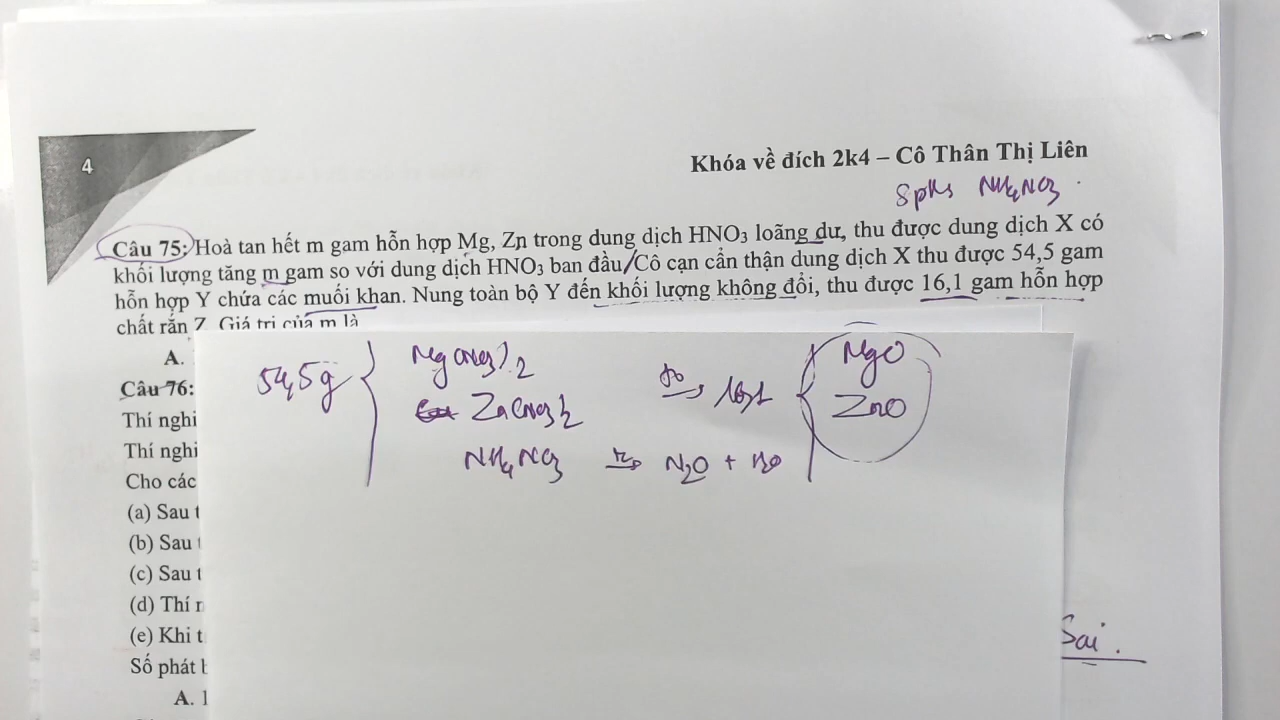 4
Khóa về đích 2k4 – Cô Thân Thị Liên
spk NH4NO3
Câu 75: Hoà tan hết m gam hỗn hợp Mg, Zn trong dung dịch HNO3 loãng dư, thu được dung dịch X có
khối lượng tăng m gam so với dung dịch HNO3 ban đầu/Cô cạn cẩn thận dung dịch X thu được 54,5 gam
hỗn hợp Y chứa các muối khan. Nung toàn bộ Y đến khối lượng không đổi, thu được 16,1 gam hỗn hợp
chất rắn Z. Giá trị của m là
A.
54,5g { Mg(NO3)2 t° { MgO
Zn(NO3)2 ZnO
NH4NO3 t° N2O + H2O
Câu 76:
Thí nghi
Thí nghi
Cho các
(a) Sau t
(b) Sau
(c) Sau t
(d) Thí n
(e) Khi t
Sai.
Số phát b
A. 1